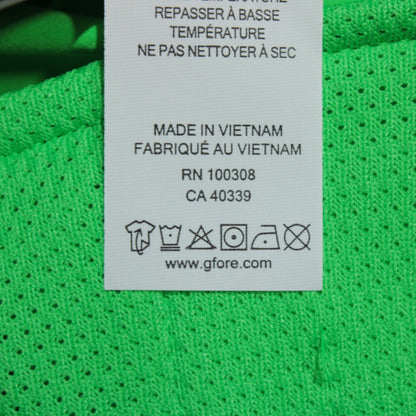 TEMPÉRATURE
REPASSER À BASSE
TEMPÉRATURE
NE PAS NETTOYER À SEC
MADE IN VIETNAM
FABRIQUÉ AU VIETNAM
RN 100308
CA 40339
www.gfore.com